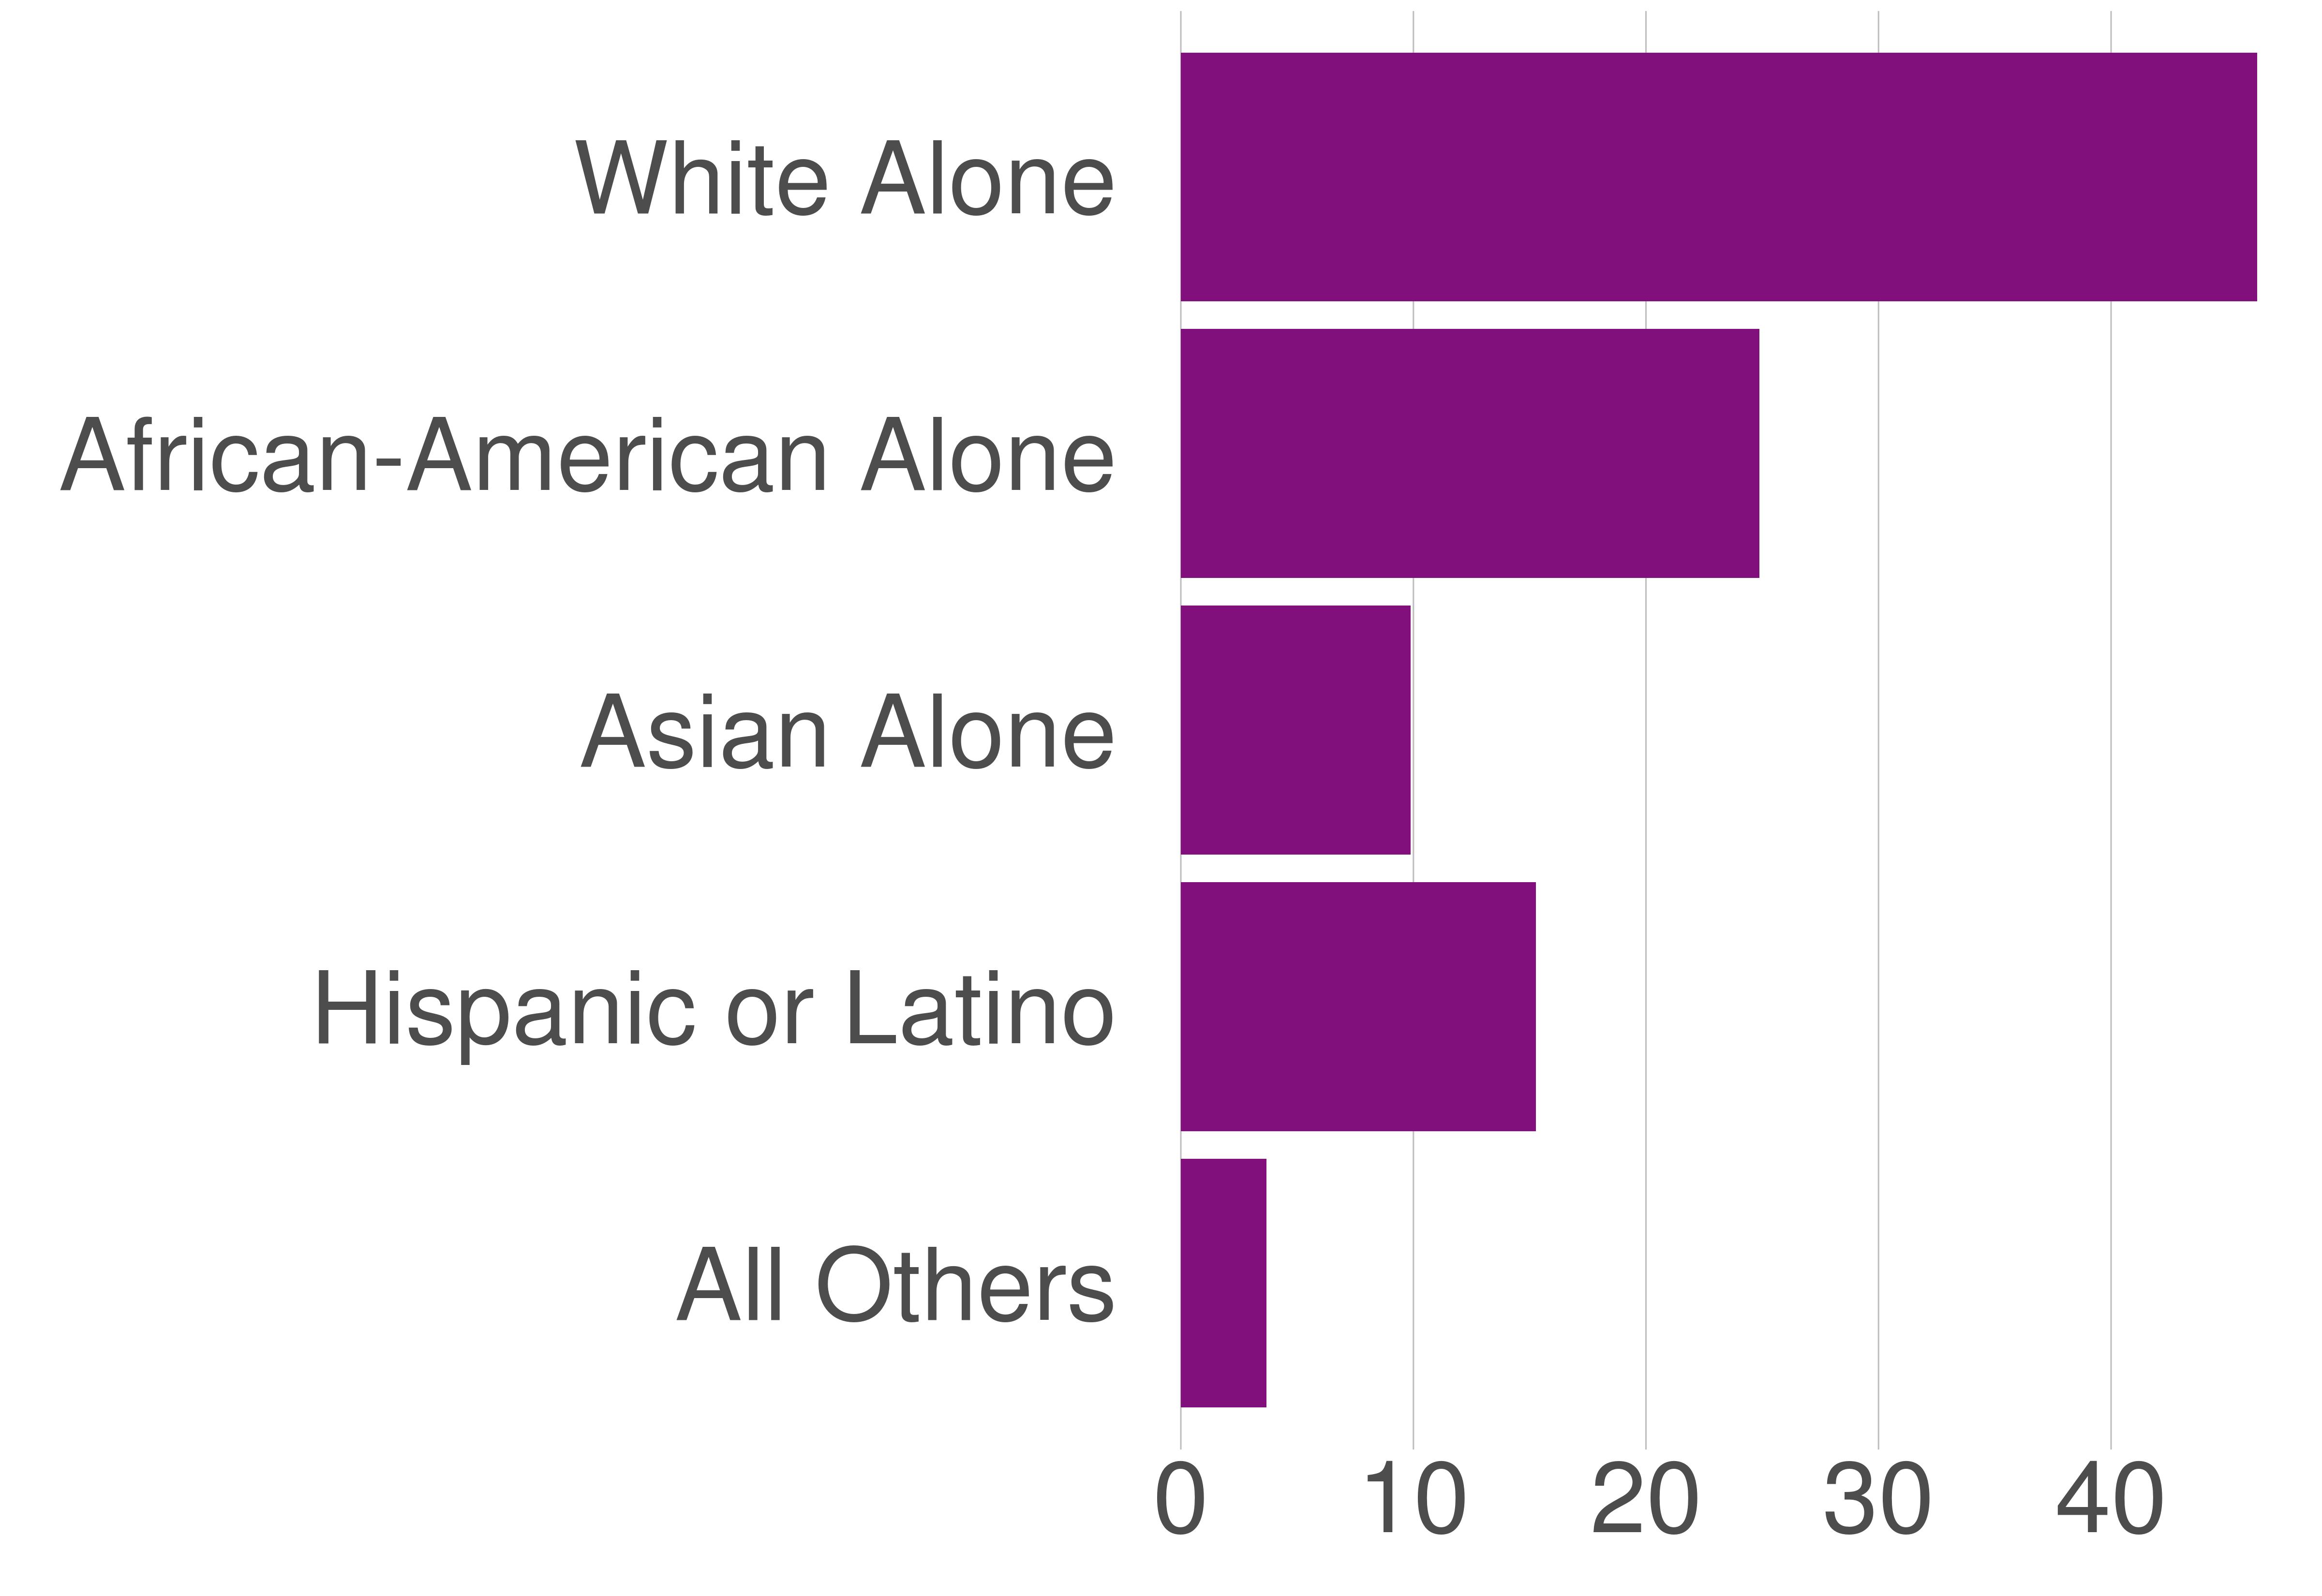 White Alone
African-American Alone
Asian Alone
Hispanic or Latino
All Others
0 10 20 30 40